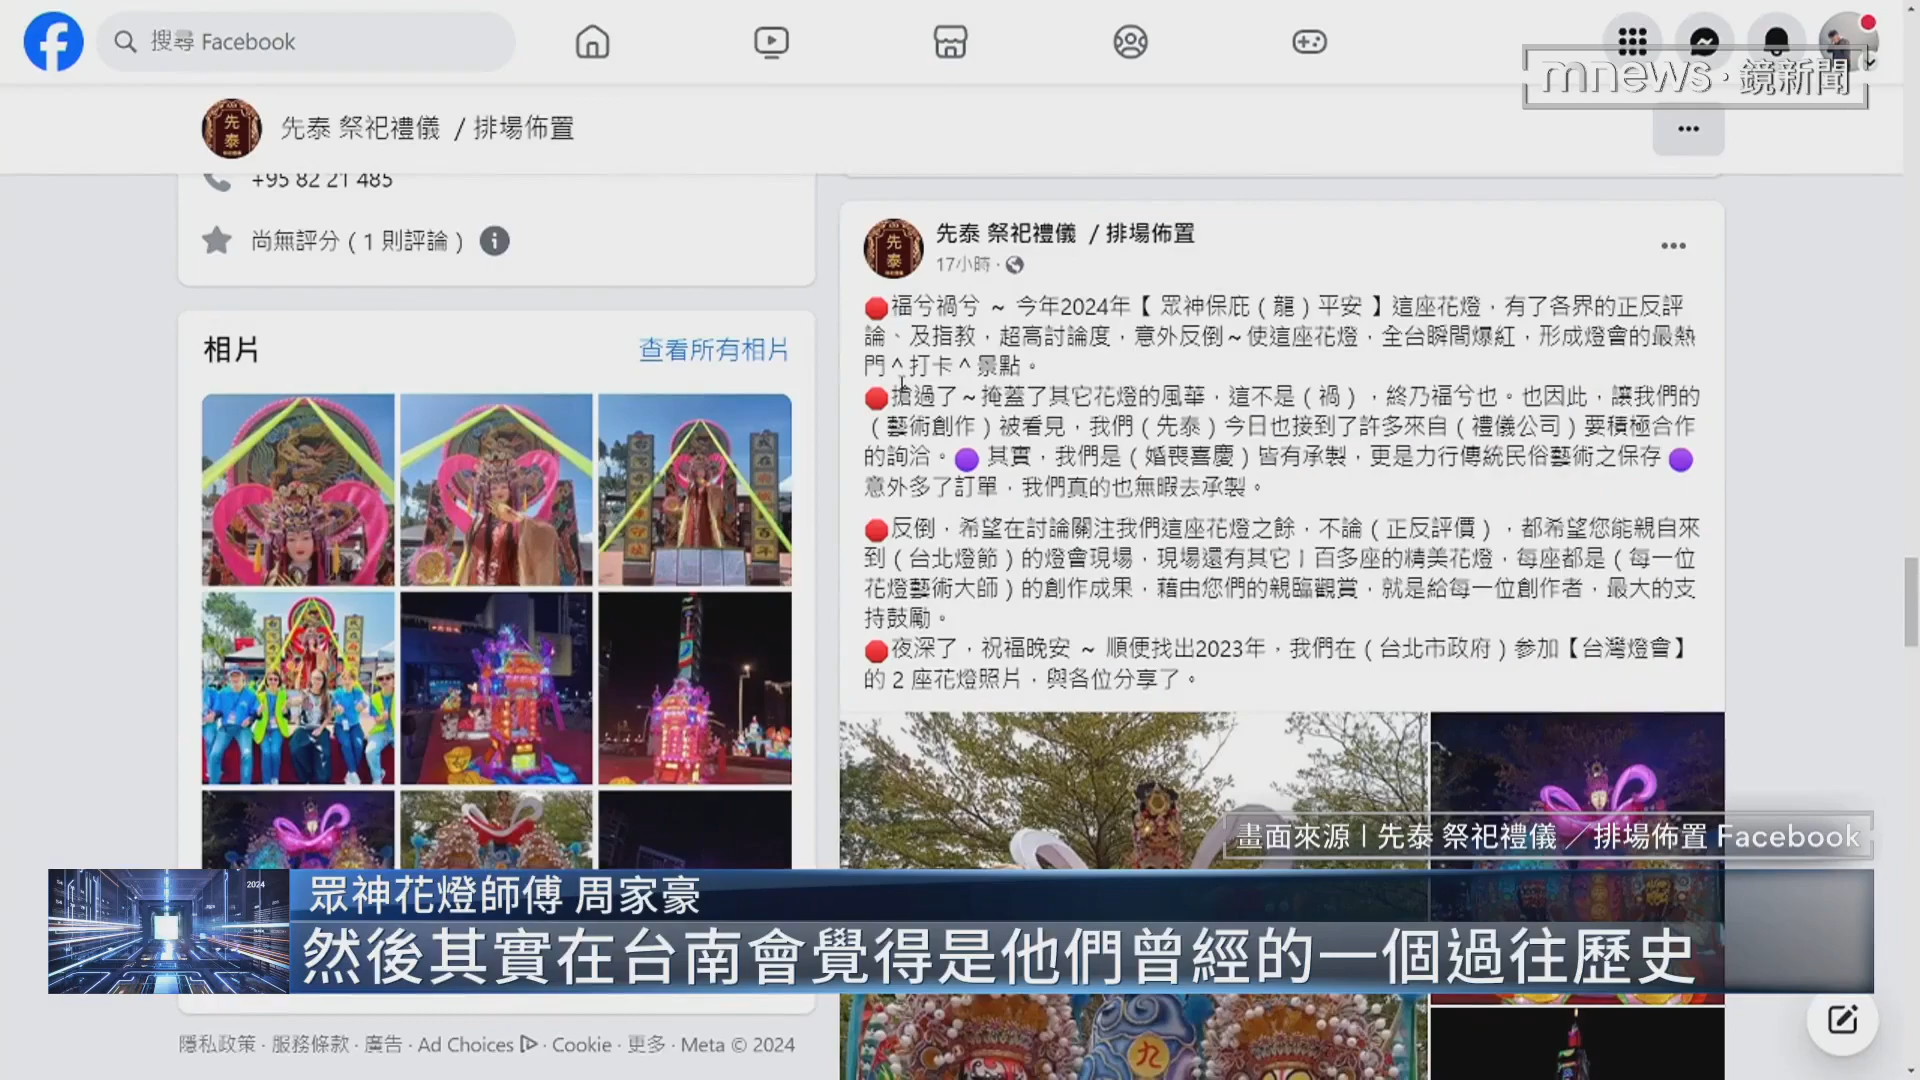 搜尋 Facebook
mnews·鏡新聞
先泰 祭祀禮儀 / 排場佈置
+95 82 21 485
尚無評分 ( 1 則評論 )
相片
查看所有相片
先泰 祭祀禮儀 / 排場佈置
17小時 ·
🛑福兮禍兮 ~ 今年2024年【 眾神保庇 ( 龍 ) 平安 】這座花燈，有了各界的正反評
論、及指教，超高討論度，意外反倒~使這座花燈，全台瞬間爆紅，形成燈會的最熱
門^打卡^景點。
🛑搶過了~掩蓋了其它花燈的風華，這不是 ( 禍 ) ，終乃福兮也。也因此，讓我們的
( 藝術創作 ) 被看見，我們 ( 先泰 ) 今日也接到了許多來自 ( 禮儀公司 ) 要積極合作
的詢洽。🟣 其實，我們是 ( 婚喪喜慶 ) 皆有承製，更是力行傳統民俗藝術之保存 🟣
意外多了訂單，我們真的也無暇去承製。
🛑反倒，希望在討論關注我們這座花燈之餘，不論 ( 正反評價 ) ，都希望您能親自來
到 ( 台北燈節 ) 的燈會現場，現場還有其它丨百多座的精美花燈，每座都是 ( 每一位
花燈藝術大師 ) 的創作成果，藉由您們的親臨觀賞，就是給每一位創作者，最大的支
持鼓勵。
🛑夜深了，祝福晚安 ~ 順便找出2023年，我們在 ( 台北市政府 ) 參加【台灣燈會】
的 2 座花燈照片，與各位分享了。
畫面來源 | 先泰 祭祀禮儀 ／排場佈置 Facebook
2024
眾神花燈師傅 周家豪
然後其實在台南會覺得是他們曾經的一個過往歷史
隱私政策 · 服務條款 · 廣告 · Ad Choices · Cookie · 更多 · Meta © 2024